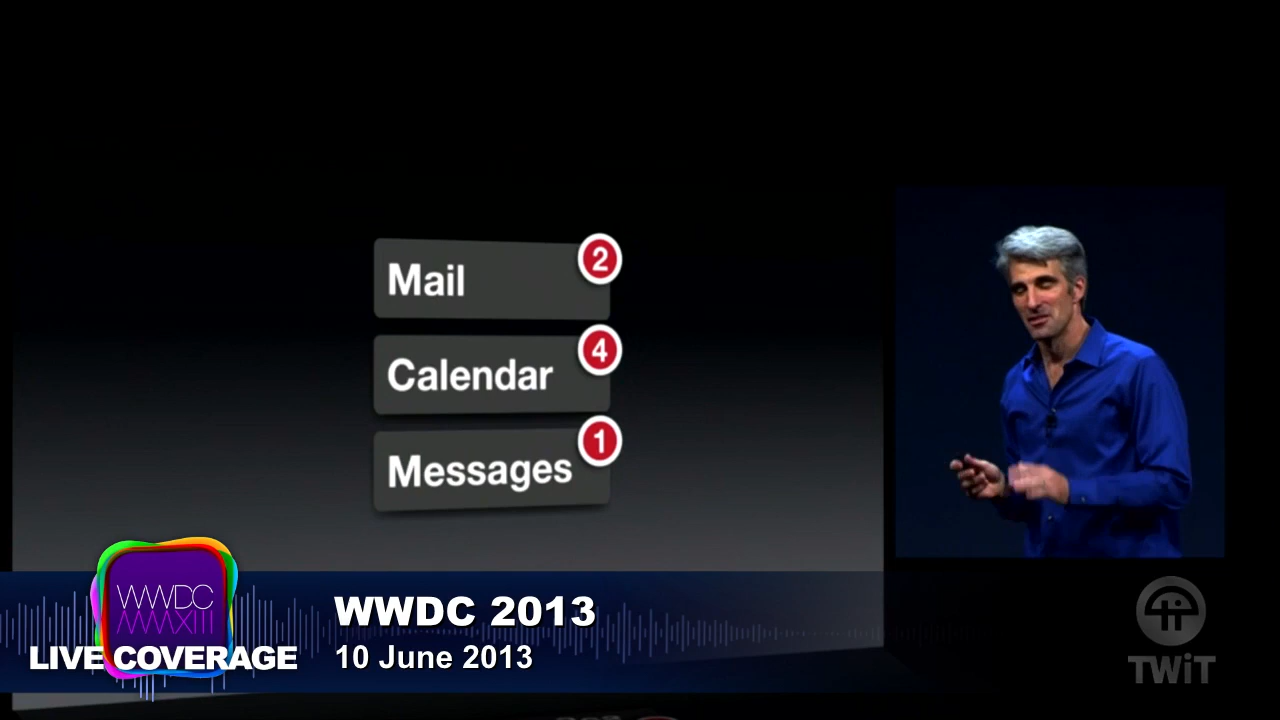 Mail
2
Calendar
4
Messages
1
WWDC
MMXIII
LIVE COVERAGE
WWDC 2013
10 June 2013
TWiT